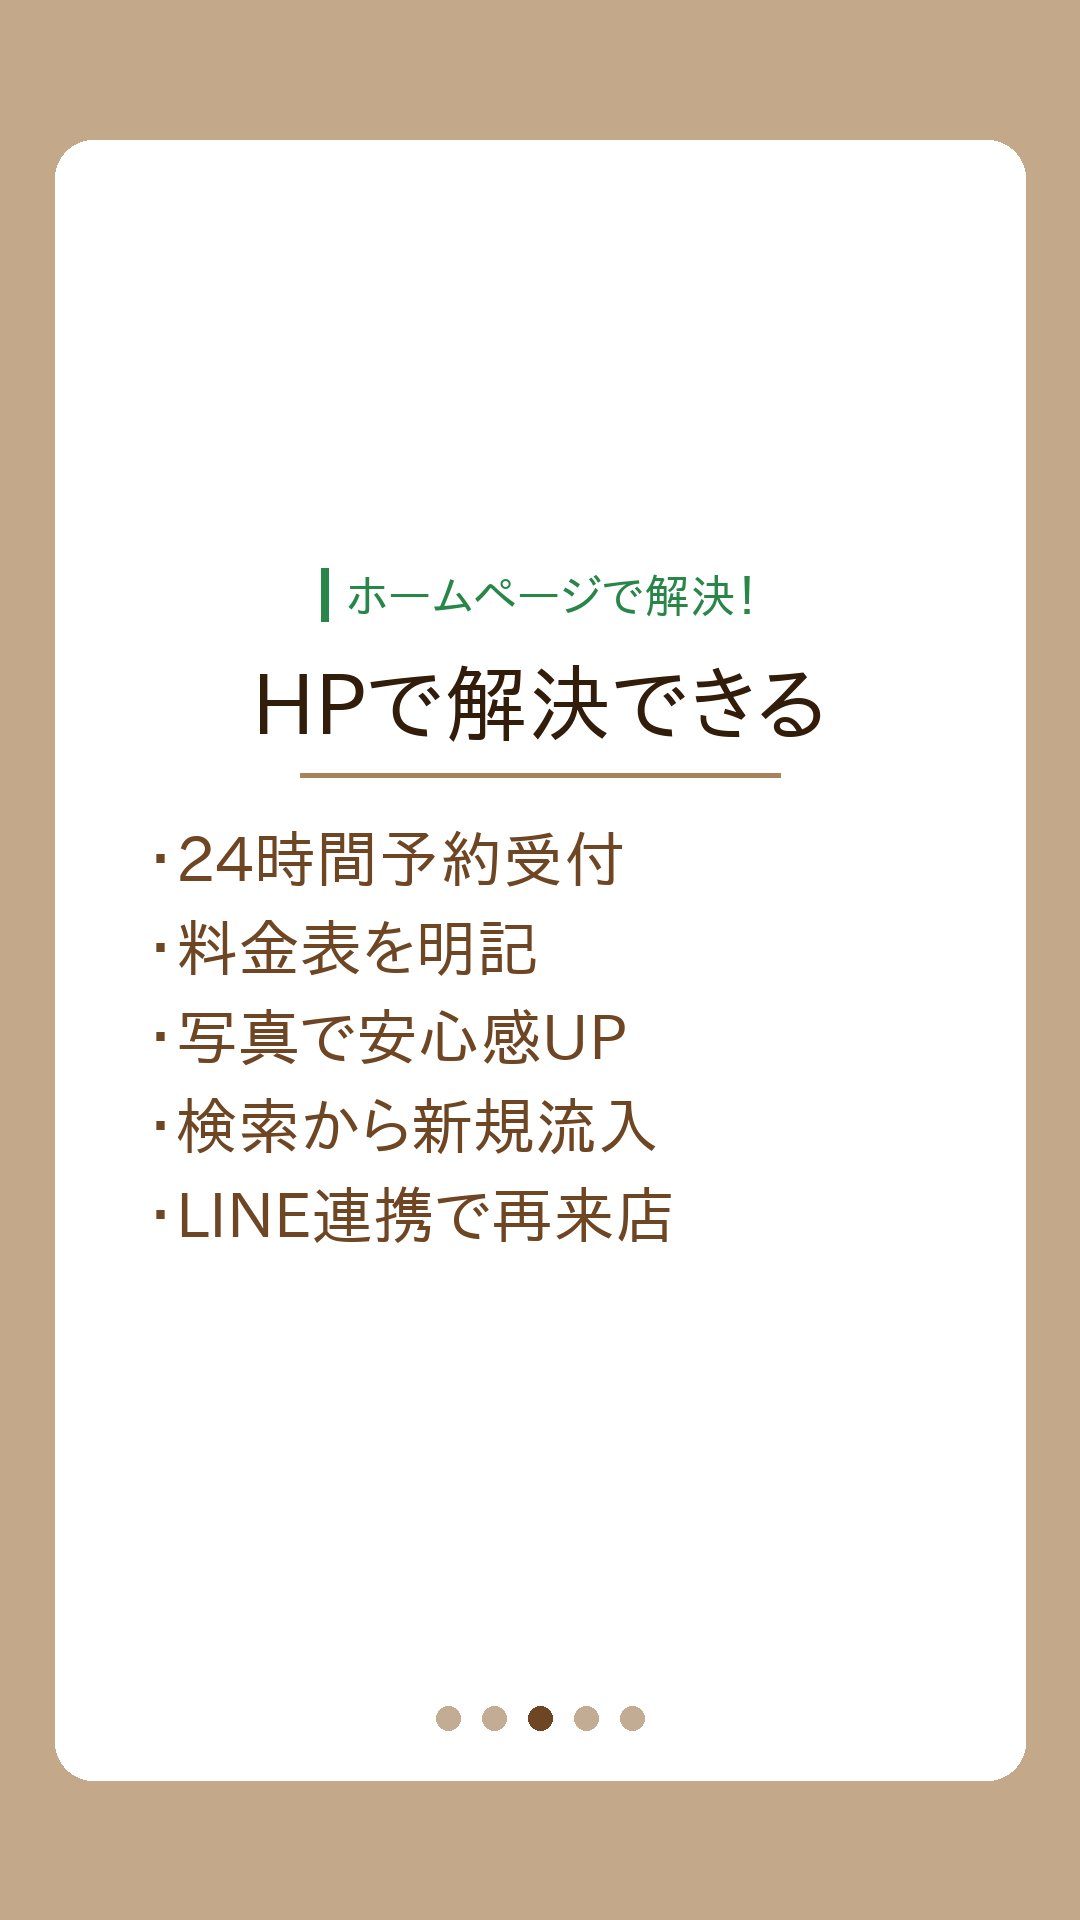 ホームページで解決！
HPで解決できる
・24時間予約受付
・料金表を明記
・写真で安心感UP
・検索から新規流入
・LINE連携で再来店